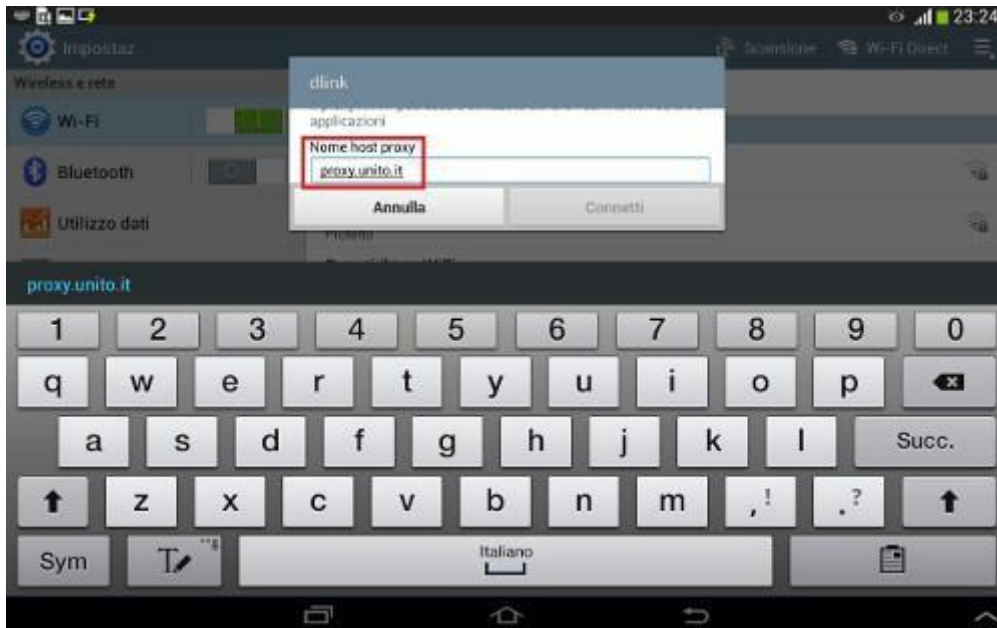 23:24
Impostaz
Scansione
Wi-Fi Direct
Wireless e rete
dlink
applicazioni
Wi-Fi
Nome host proxy
proxy.unito.it
Bluetooth
Annulla
Connetti
Utilizzo dati
proxy.unito.it
1 2 3 4 5 6 7 8 9 0
q w e r t y u i o p
a s d f g h j k l Succ.
z x c v b n m , ! . ?
Sym
Italiano